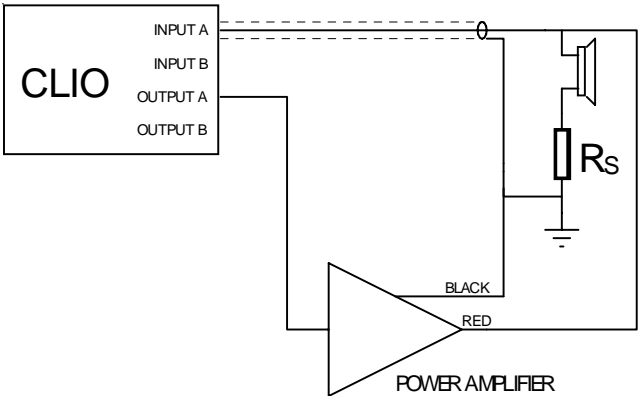 INPUT A
INPUT B
CLIO
OUTPUT A
OUTPUT B
RS
BLACK
RED
POWER AMPLIFIER